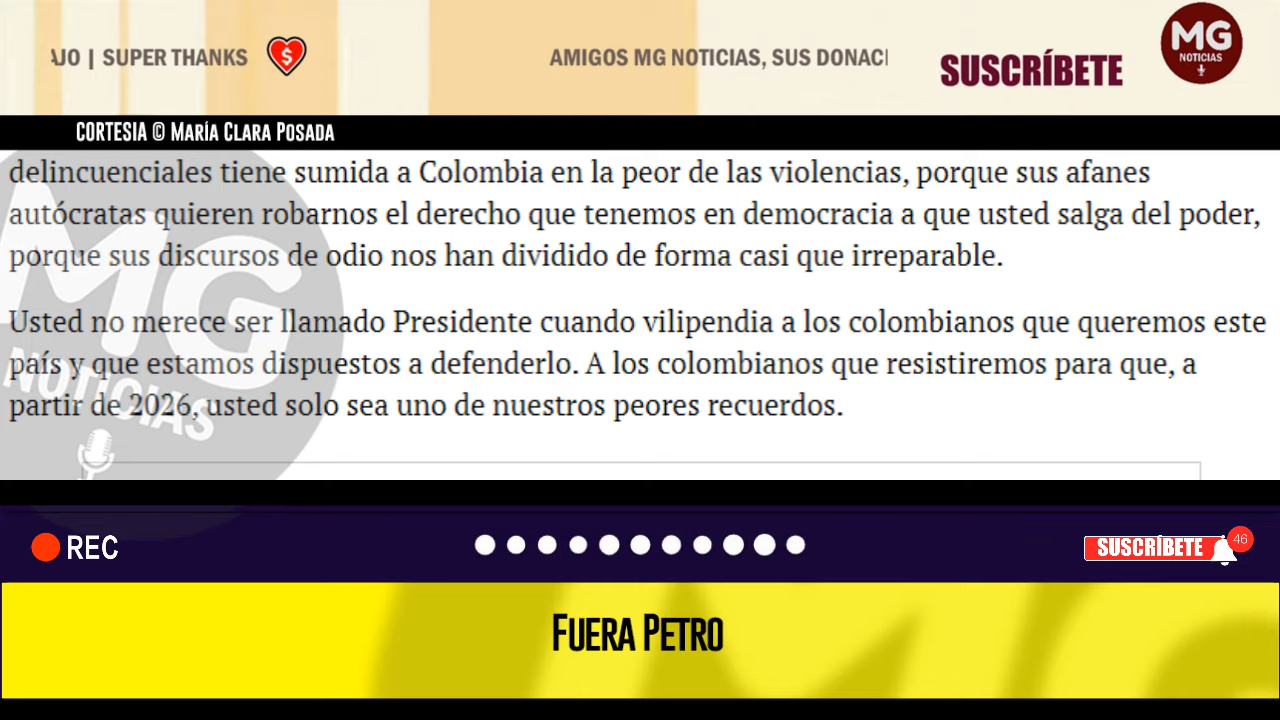 JO | SUPER THANKS
AMIGOS MG NOTICIAS, SUS DONACI
SUSCRÍBETE
MG
NOTICIAS
CORTESIA © MARÍA CLARA POSADA
delincuenciales tiene sumida a Colombia en la peor de las violencias, porque sus afanes
autócratas quieren robarnos el derecho que tenemos en democracia a que usted salga del poder,
porque sus discursos de odio nos han dividido de forma casi que irreparable.
Usted no merece ser llamado Presidente cuando vilipendia a los colombianos que queremos este
país y que estamos dispuestos a defenderlo. A los colombianos que resistiremos para que, a
partir de 2026, usted solo sea uno de nuestros peores recuerdos.
MG
NOTICIAS
REC
SUSCRÍBETE
46
FUERA PETRO